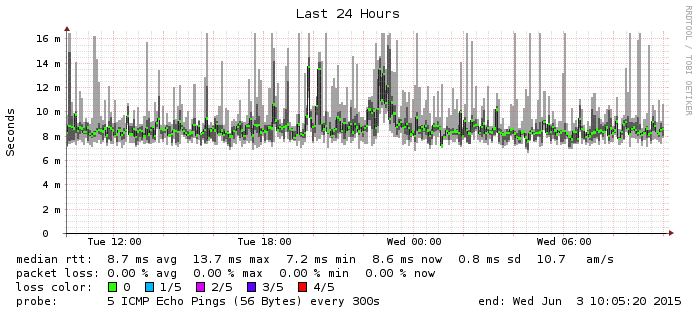 Last 24 Hours
RRDTOOL / TOBI OETIKER
Seconds
16 m
14 m
12 m
10 m
8 m
6 m
4 m
2 m
0
Tue 12:00 Tue 18:00 Wed 00:00 Wed 06:00
median rtt: 8.7 ms avg 13.7 ms max 7.2 ms min 8.6 ms now 0.8 ms sd 10.7 am/s
packet loss: 0.00 % avg 0.00 % max 0.00 % min 0.00 % now
loss color: 0 1/5 2/5 3/5 4/5
probe: 5 ICMP Echo Pings (56 Bytes) every 300s end: Wed Jun 3 10:05:20 2015